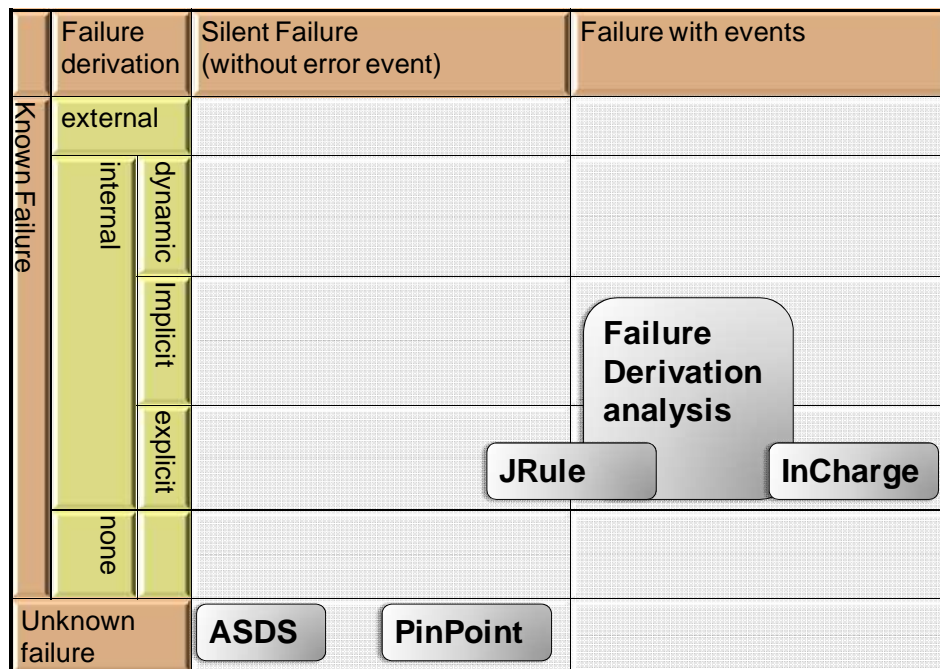 Failure
derivation
Silent Failure
(without error event)
Failure with events
Known Failure
external
internal
dynamic
Implicit
explicit
none
Failure
Derivation
analysis
JRule
InCharge
Unknown
failure
ASDS
PinPoint